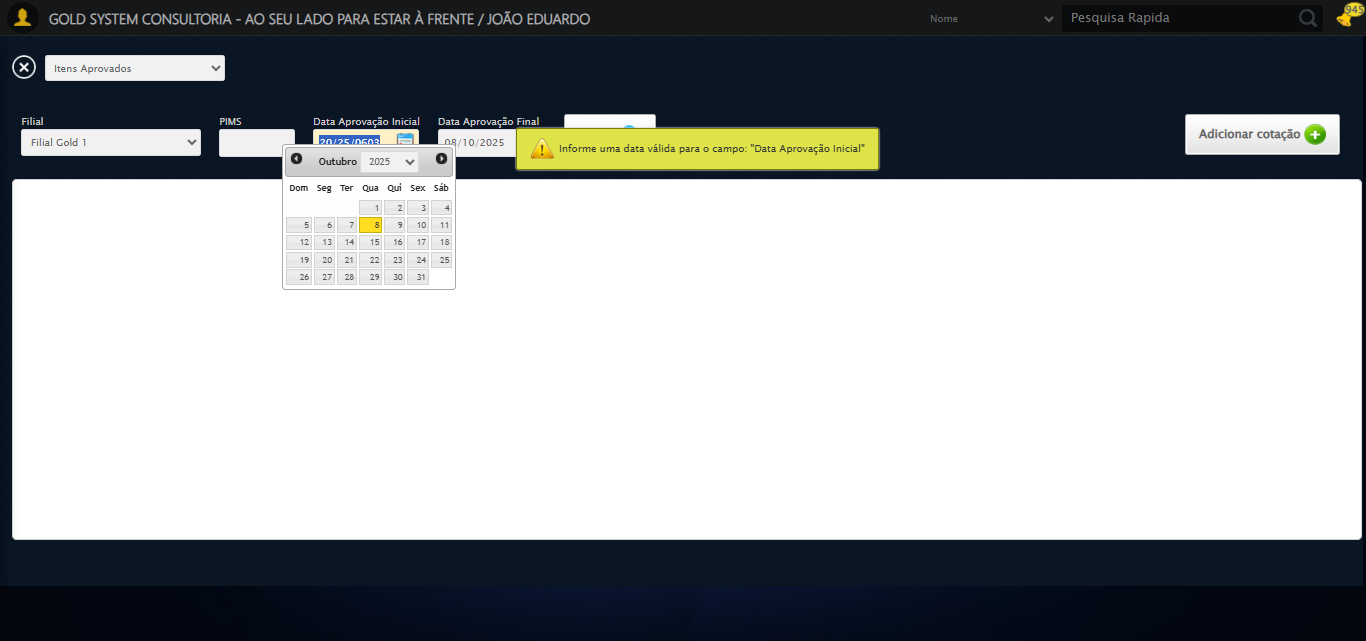 GOLD SYSTEM CONSULTORIA - AO SEU LADO PARA ESTAR À FRENTE / JOÃO EDUARDO
Nome
Pesquisa Rapida
945
Itens Aprovados
Filial
PIMS
Data Aprovação Inicial
Data Aprovação Final
Filial Gold 1
20/25/0603
08/10/2025
Informe uma data válida para o campo: "Data Aprovação Inicial"
Adicionar cotação
Outubro 2025
Dom Seg Ter Qua Qui Sex Sáb
1 2 3 4
5 6 7 8 9 10 11
12 13 14 15 16 17 18
19 20 21 22 23 24 25
26 27 28 29 30 31